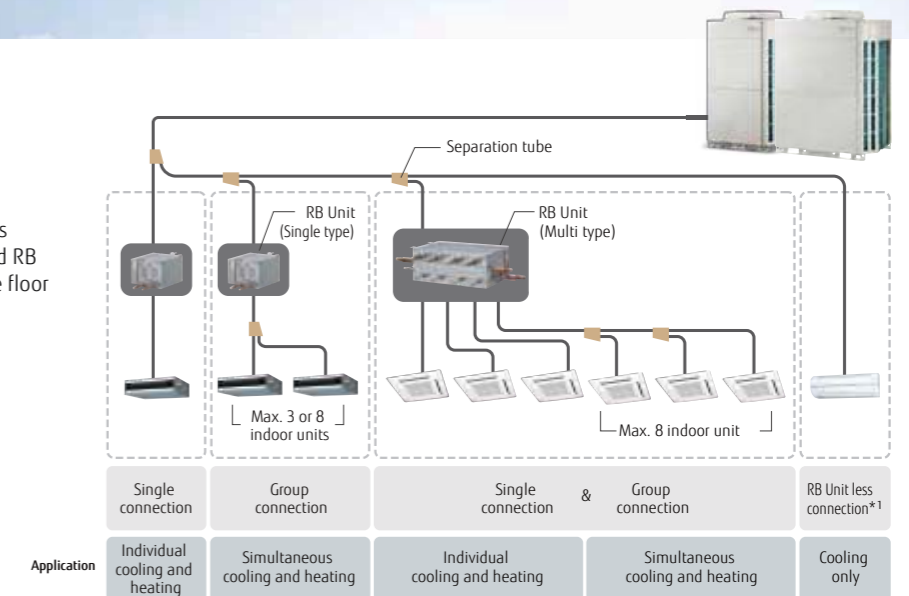 Separation tube
s
d RB
e floor
RB Unit
(Single type)
RB Unit
(Multi type)
Max. 3 or 8
indoor units
Max. 8 indoor unit
Single
connection
Group
connection
Single
connection
&
Group
connection
RB Unit less
connection*1
Application
Individual
cooling and
heating
Simultaneous
cooling and heating
Individual
cooling and heating
Simultaneous
cooling and heating
Cooling
only